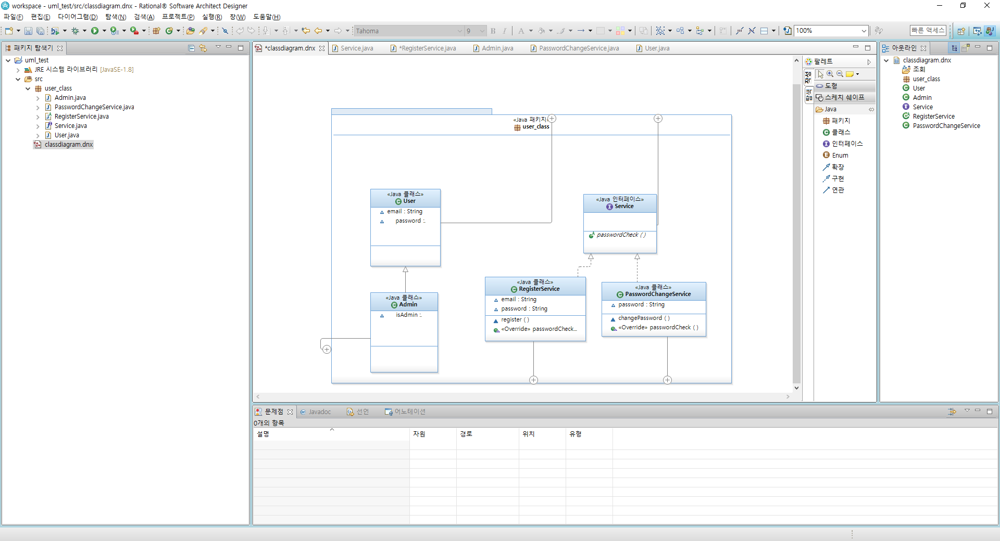 workspace - uml_test/src/classdiagram.dnx - Rational® Software Architect Designer
파일(F) 편집(E) 다이어그램(D) 탐색(N) 검색(A) 프로젝트(P) 실행(R) 창(W) 도움말(H)
Tahoma 9 B I A 100% 빠른 액세스
패키지 탐색기
uml_test
JRE 시스템 라이브러리 [JavaSE-1.8]
src
user_class
Admin.java
PasswordChangeService.java
RegisterService.java
Service.java
User.java
classdiagram.dnx
*classdiagram.dnx Service.java *RegisterService.java Admin.java PasswordChangeService.java User.java
«Java 패키지»
user_class
«Java 클래스»
User
email : String
password :.
«Java 인터페이스»
Service
passwordCheck ( )
«Java 클래스»
Admin
isAdmin :.
«Java 클래스»
RegisterService
email : String
password : String
register ( )
«Override» passwordCheck...
«Java 클래스»
PasswordChangeService
password : String
changePassword ( )
«Override» passwordCheck ( )
팔레트
도형
스케치 쉐이프
Java
패키지
클래스
인터페이스
Enum
확장
구현
연관
아웃라인
classdiagram.dnx
조회
user_class
User
Admin
Service
RegisterService
PasswordChangeService
문제점 Javadoc 선언 어노테이션
0개의 항목
설명 자원 경로 위치 유형